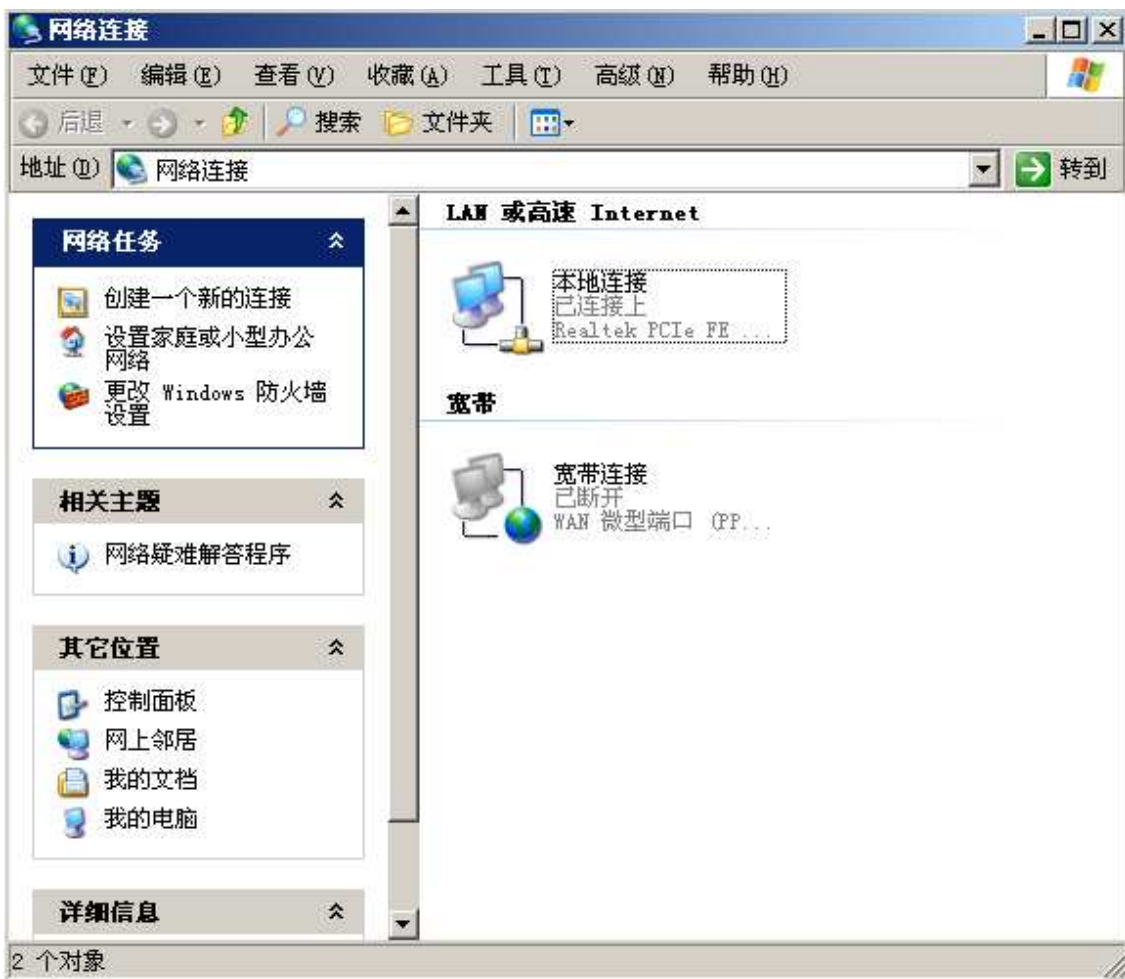 网络连接
文件(F) 编辑(E) 查看(V) 收藏(A) 工具(T) 高级(N) 帮助(H)
后退 搜索 文件夹
地址(D) 网络连接 转到
网络任务
创建一个新的连接
设置家庭或小型办公
网络
更改 Windows 防火墙
设置
相关主题
网络疑难解答程序
其它位置
控制面板
网上邻居
我的文档
我的电脑
详细信息
LAN 或高速 Internet
本地连接
已连接上
Realtek PCIe FE ...
宽带
宽带连接
已断开
WAN 微型端口 (PP...
2 个对象